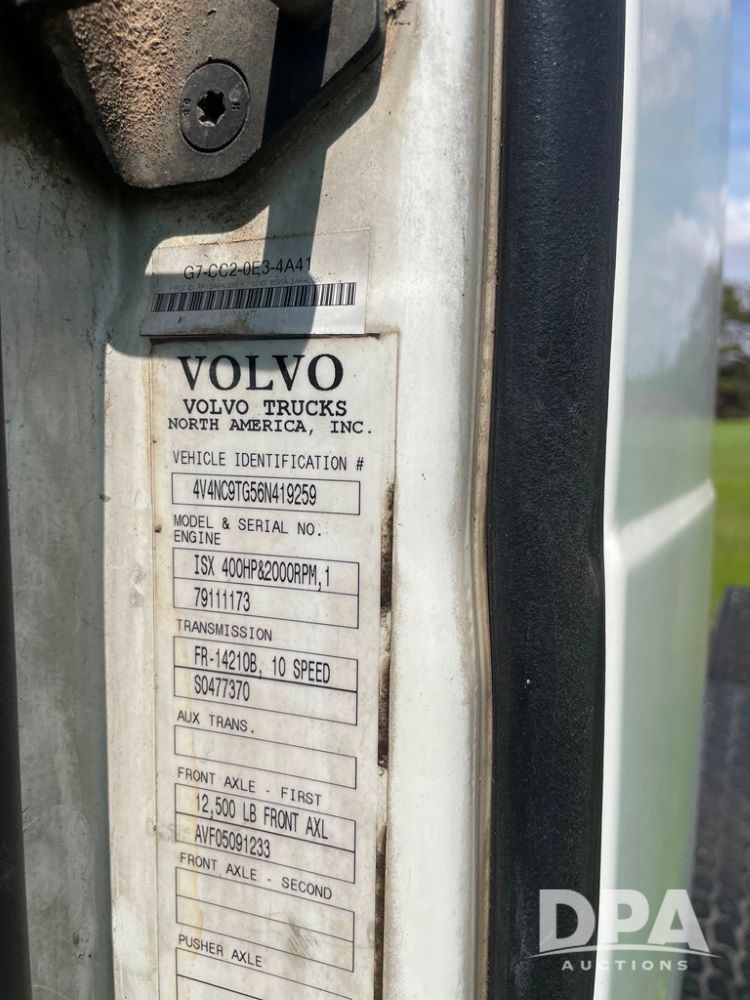 G7-CC2-0E3-4A41
VOLVO
VOLVO TRUCKS
NORTH AMERICA, INC.
VEHICLE IDENTIFICATION #
4V4NC9TG56N419259
MODEL & SERIAL NO.
ENGINE
ISX 400HP&2000RPM,1
79111173
TRANSMISSION
FR-14210B, 10 SPEED
S0477370
AUX TRANS.
FRONT AXLE - FIRST
12,500 LB FRONT AXL
AVF05091233
FRONT AXLE - SECOND
PUSHER AXLE
DPA
AUCTIONS